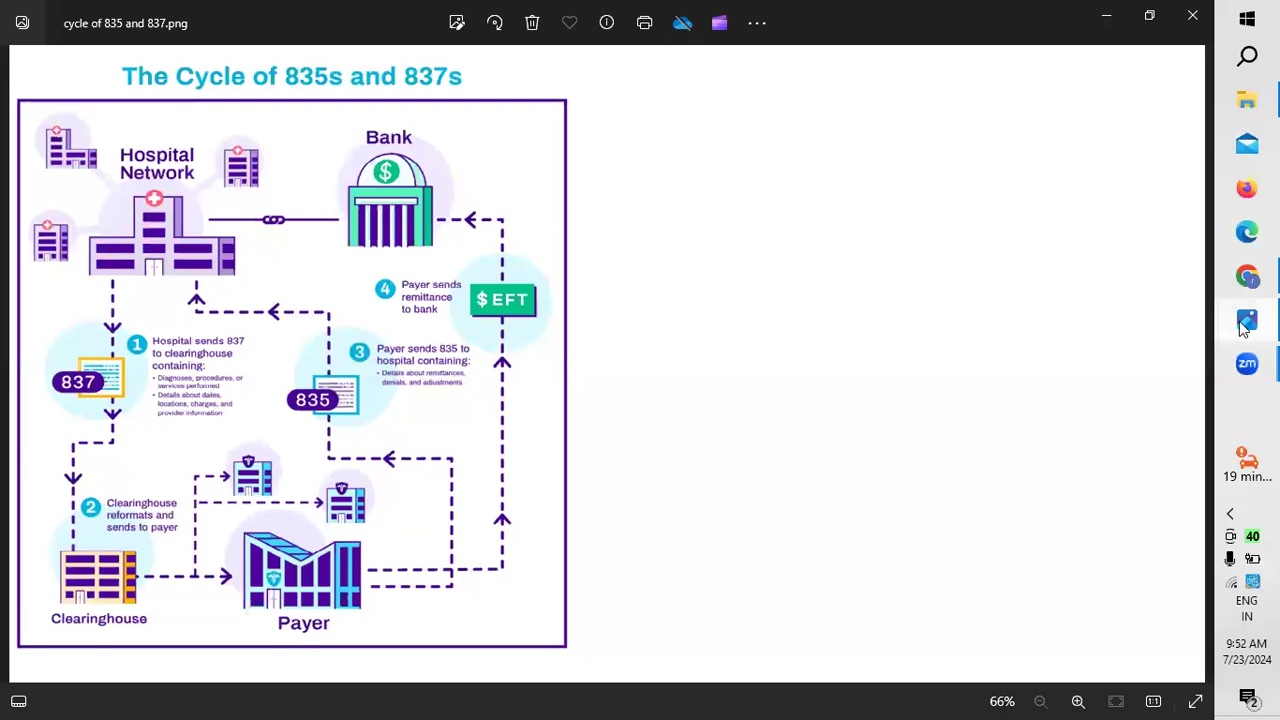 cycle of 835 and 837.png
The Cycle of 835s and 837s
Hospital
Network
Bank
$
4 Payer sends
remittance
to bank
$ EFT
1 Hospital sends 837
to clearinghouse
containing:
• Diagnoses, procedures, or
services performed
• Details about dates,
locations, charges, and
provider information
837
3 Payer sends 835 to
hospital containing:
• Details about remittances,
denials, and adjustments
835
2 Clearinghouse
reformats and
sends to payer
Clearinghouse
Payer
66%
1:1
zm
19 min...
40
ENG
IN
9:52 AM
7/23/2024
2